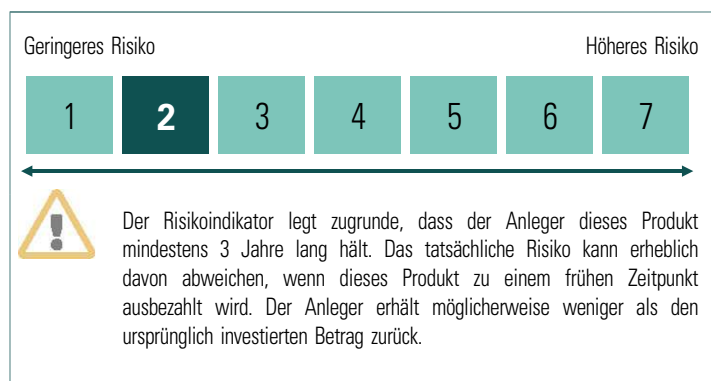 Geringeres Risiko Höheres Risiko
1 2 3 4 5 6 7
Der Risikoindikator legt zugrunde, dass der Anleger dieses Produkt
mindestens 3 Jahre lang hält. Das tatsächliche Risiko kann erheblich
davon abweichen, wenn dieses Produkt zu einem frühen Zeitpunkt
ausbezahlt wird. Der Anleger erhält möglicherweise weniger als den
ursprünglich investierten Betrag zurück.